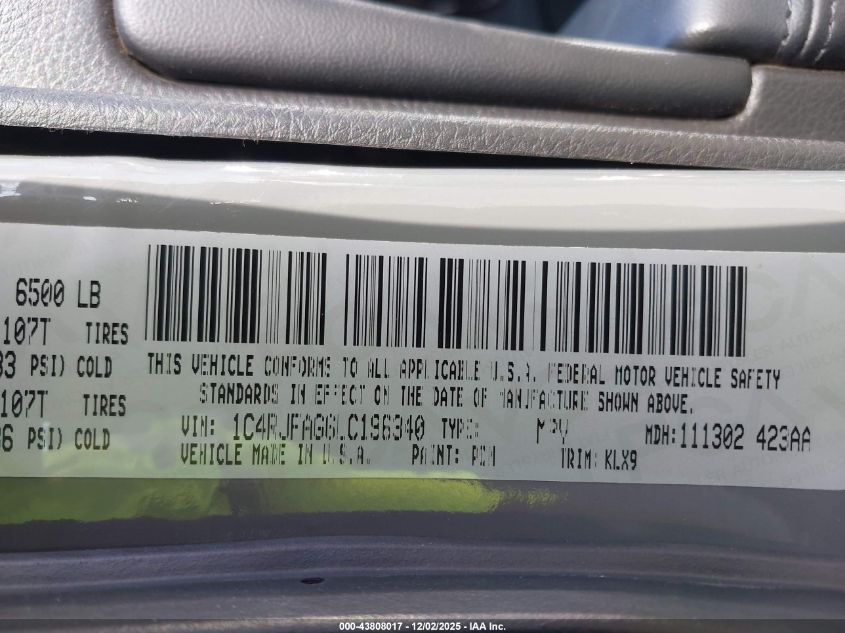 6500 LB
107T TIRES
33 PSI) COLD
107T TIRES
36 PSI) COLD
THIS VEHICLE CONFORMS TO ALL APPLICABLE U.S.A. FEDERAL MOTOR VEHICLE SAFETY
STANDARDS IN EFFECT ON THE DATE OF MANUFACTURE SHOWN ABOVE.
VIN: 1C4RJFAG6LC196340 TYPE: MPV MDH:111302 423AA
VEHICLE MADE IN U.S.A. PAINT: TRIM: KLX9
000-43808017 - 12/02/2025 - IAA Inc.